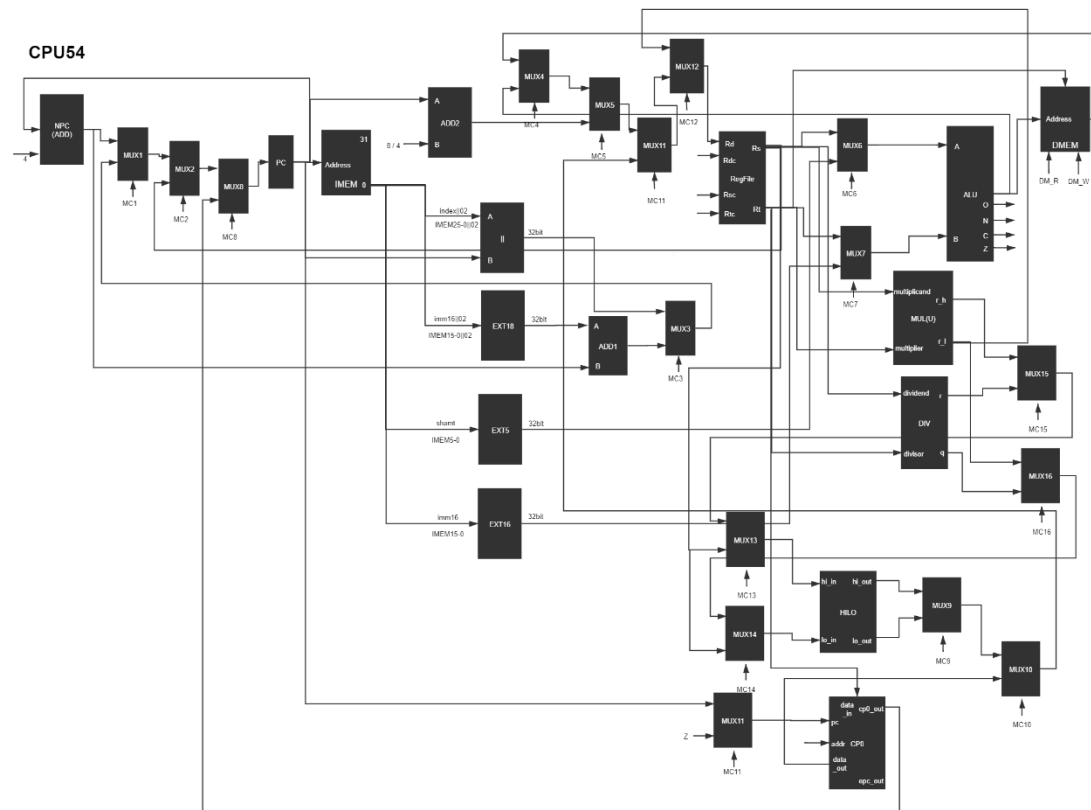 CPU54
NPC
(ADD)
4
MUX1
MC1
MUX2
MC2
MUX8
MC8
PC
31
Address
IMEM 0
A
ADD2
B
8 / 4
MUX4
MC4
MUX5
MC5
MUX11
MC11
MUX12
MC12
Rd Rs
Rdc
RegFile
Rsc
Rt
Rtc
MUX6
MC6
MUX7
MC7
A
ALU
O
N
C
B
Z
Address
DMEM
DM_R
DM_W
index||02
IMEM25-0||02
A
||
B
32bit
imm16||02
IMEM15-0||02
EXT18
32bit
A
ADD1
B
MUX3
MC3
multiplicand r_h
MUL(U)
multiplier r_l
MUX15
MC15
dividend r
DIV
divisor q
MUX16
MC16
shamt
IMEM5-0
EXT5
32bit
imm16
IMEM15-0
EXT16
32bit
MUX13
MC13
MUX14
MC14
hi_in hi_out
HILO
lo_in lo_out
MUX9
MC9
MUX10
MC10
Z
MUX11
MC11
data
_in
cp0_out
pc
addr CP0
data
_out
epc_out